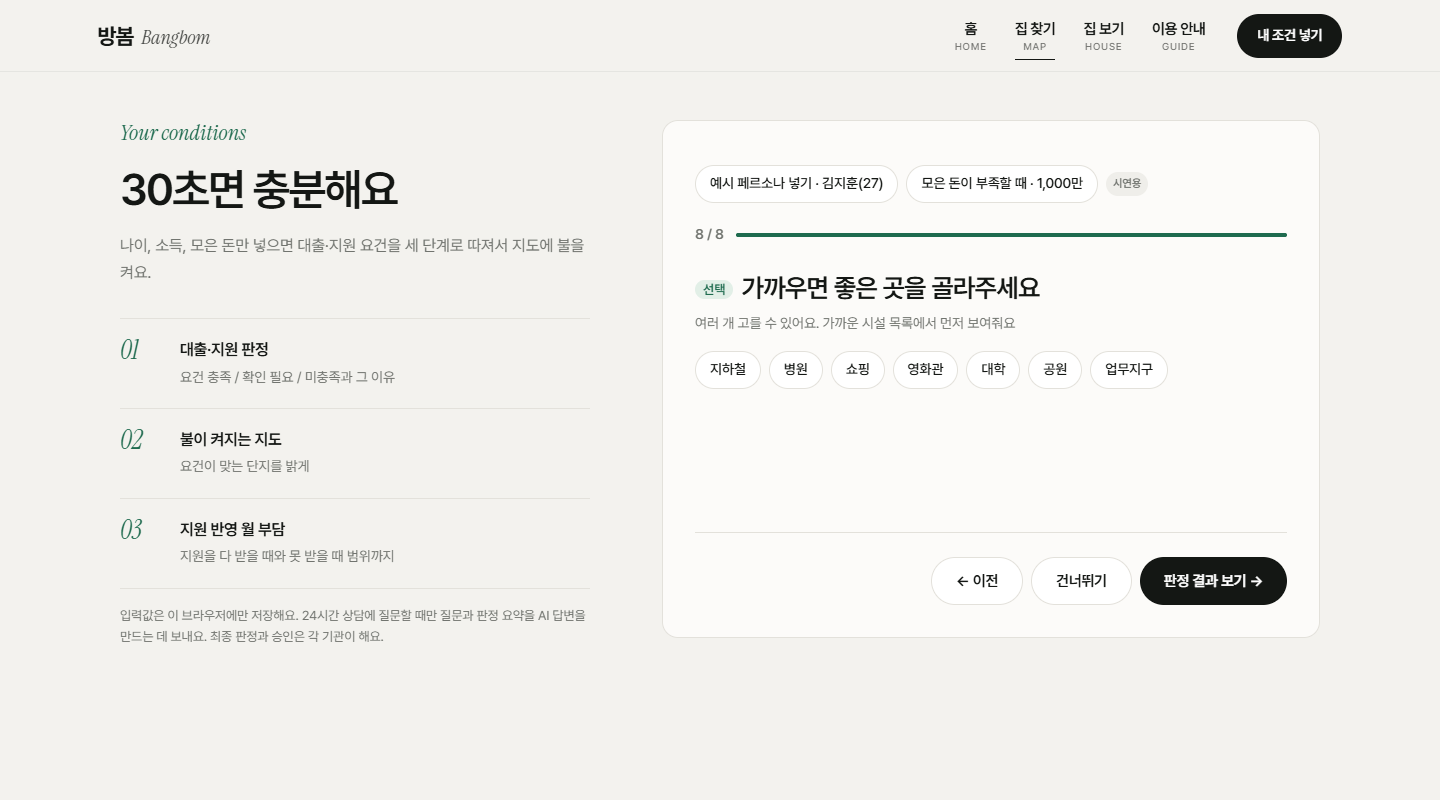 방봄 Bangbom
홈
HOME
집 찾기
MAP
집 보기
HOUSE
이용 안내
GUIDE
내 조건 넣기
Your conditions
30초면 충분해요
나이, 소득, 모은 돈만 넣으면 대출·지원 요건을 세 단계로 따져서 지도에 불을
켜요.
01
대출·지원 판정
요건 충족 / 확인 필요 / 미충족과 그 이유
02
불이 켜지는 지도
요건이 맞는 단지를 밝게
03
지원 반영 월 부담
지원을 다 받을 때와 못 받을 때 범위까지
입력값은 이 브라우저에만 저장해요. 24시간 상담에 질문할 때만 질문과 판정 요약을 AI 답변을
만드는 데 보내요. 최종 판정과 승인은 각 기관이 해요.
예시 페르소나 넣기 · 김지훈(27)
모은 돈이 부족할 때 · 1,000만
시연용
8 / 8
선택 가까우면 좋은 곳을 골라주세요
여러 개 고를 수 있어요. 가까운 시설 목록에서 먼저 보여줘요
지하철
병원
쇼핑
영화관
대학
공원
업무지구
← 이전
건너뛰기
판정 결과 보기 →